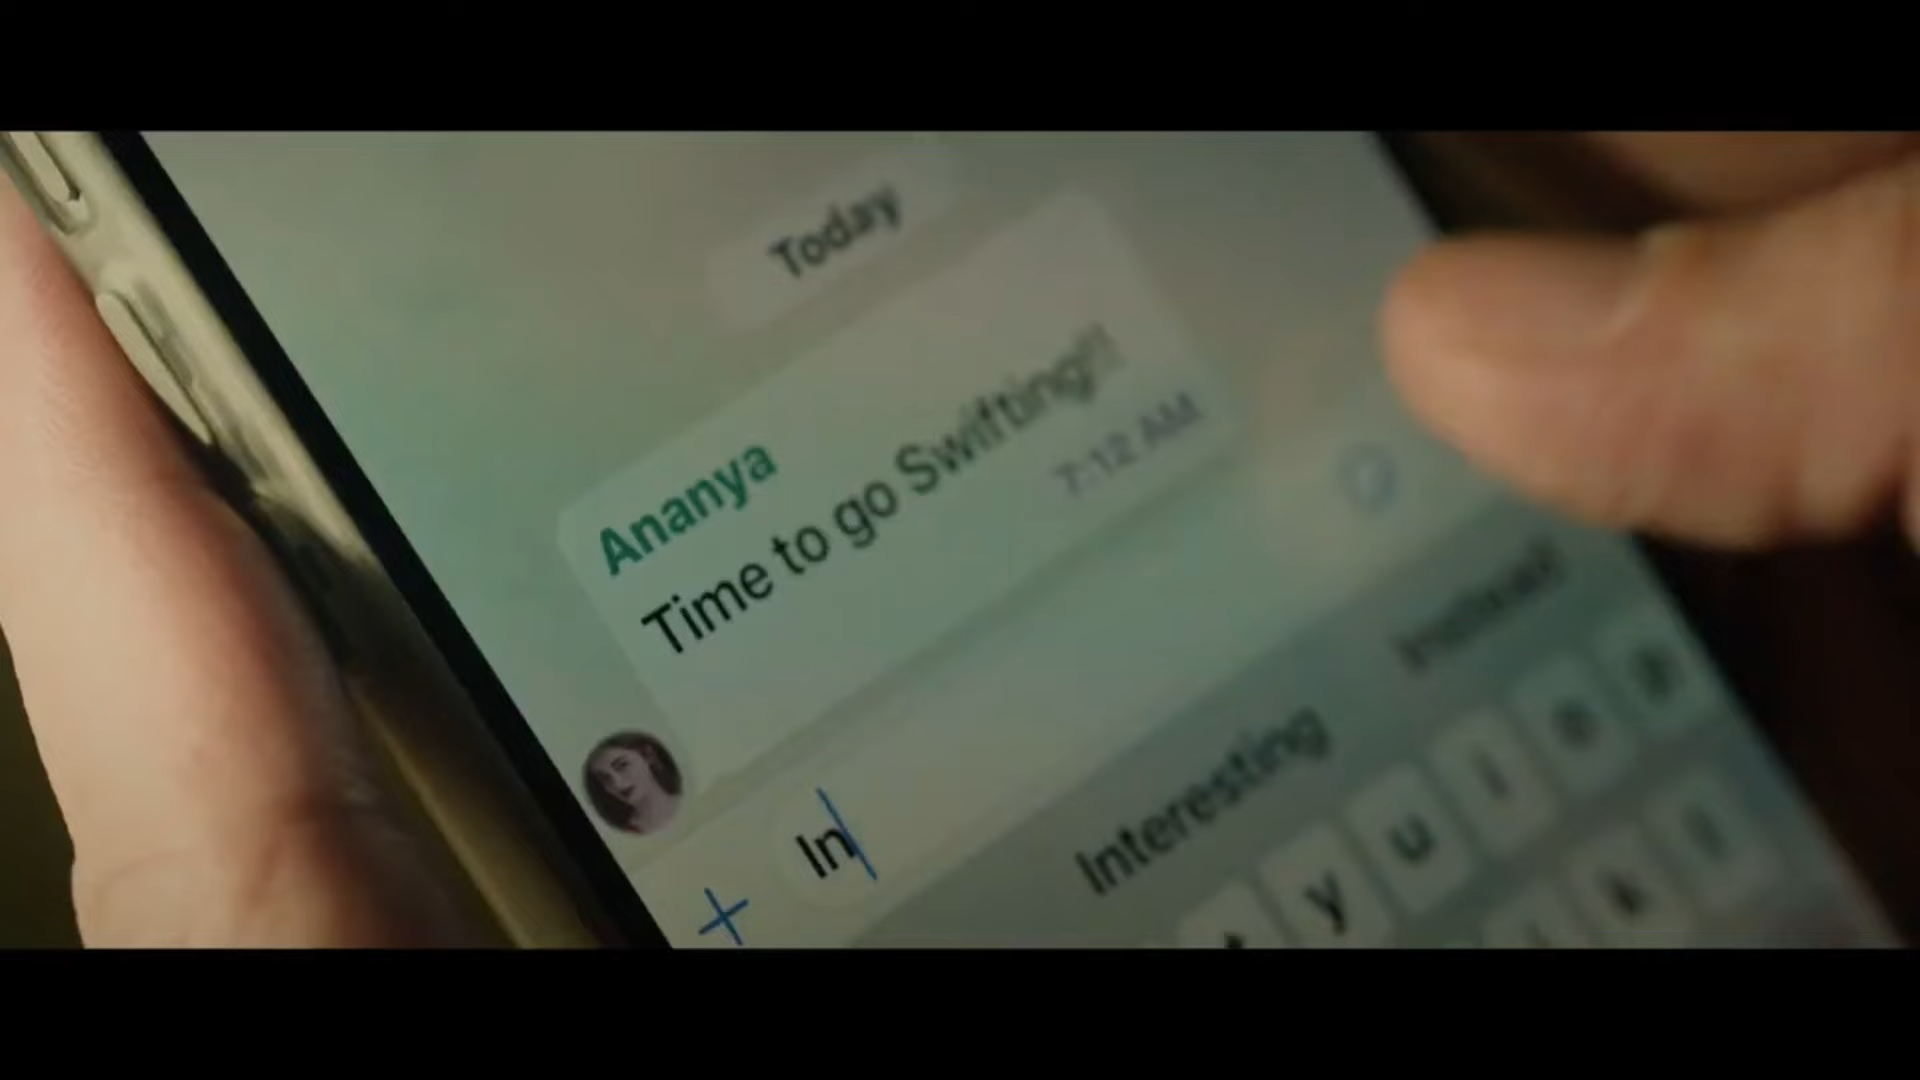 Today
Ananya
Time to go Swifting!!
7:12 AM
In
Interesting
y u i o p
k l